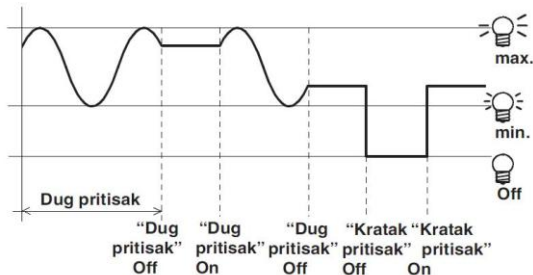 max.
min.
Off
Dug pritisak
“Dug
pritisak”
Off
“Dug
pritisak”
On
“Dug
pritisak”
Off
“Kratak
pritisak”
Off
“Kratak
pritisak”
On